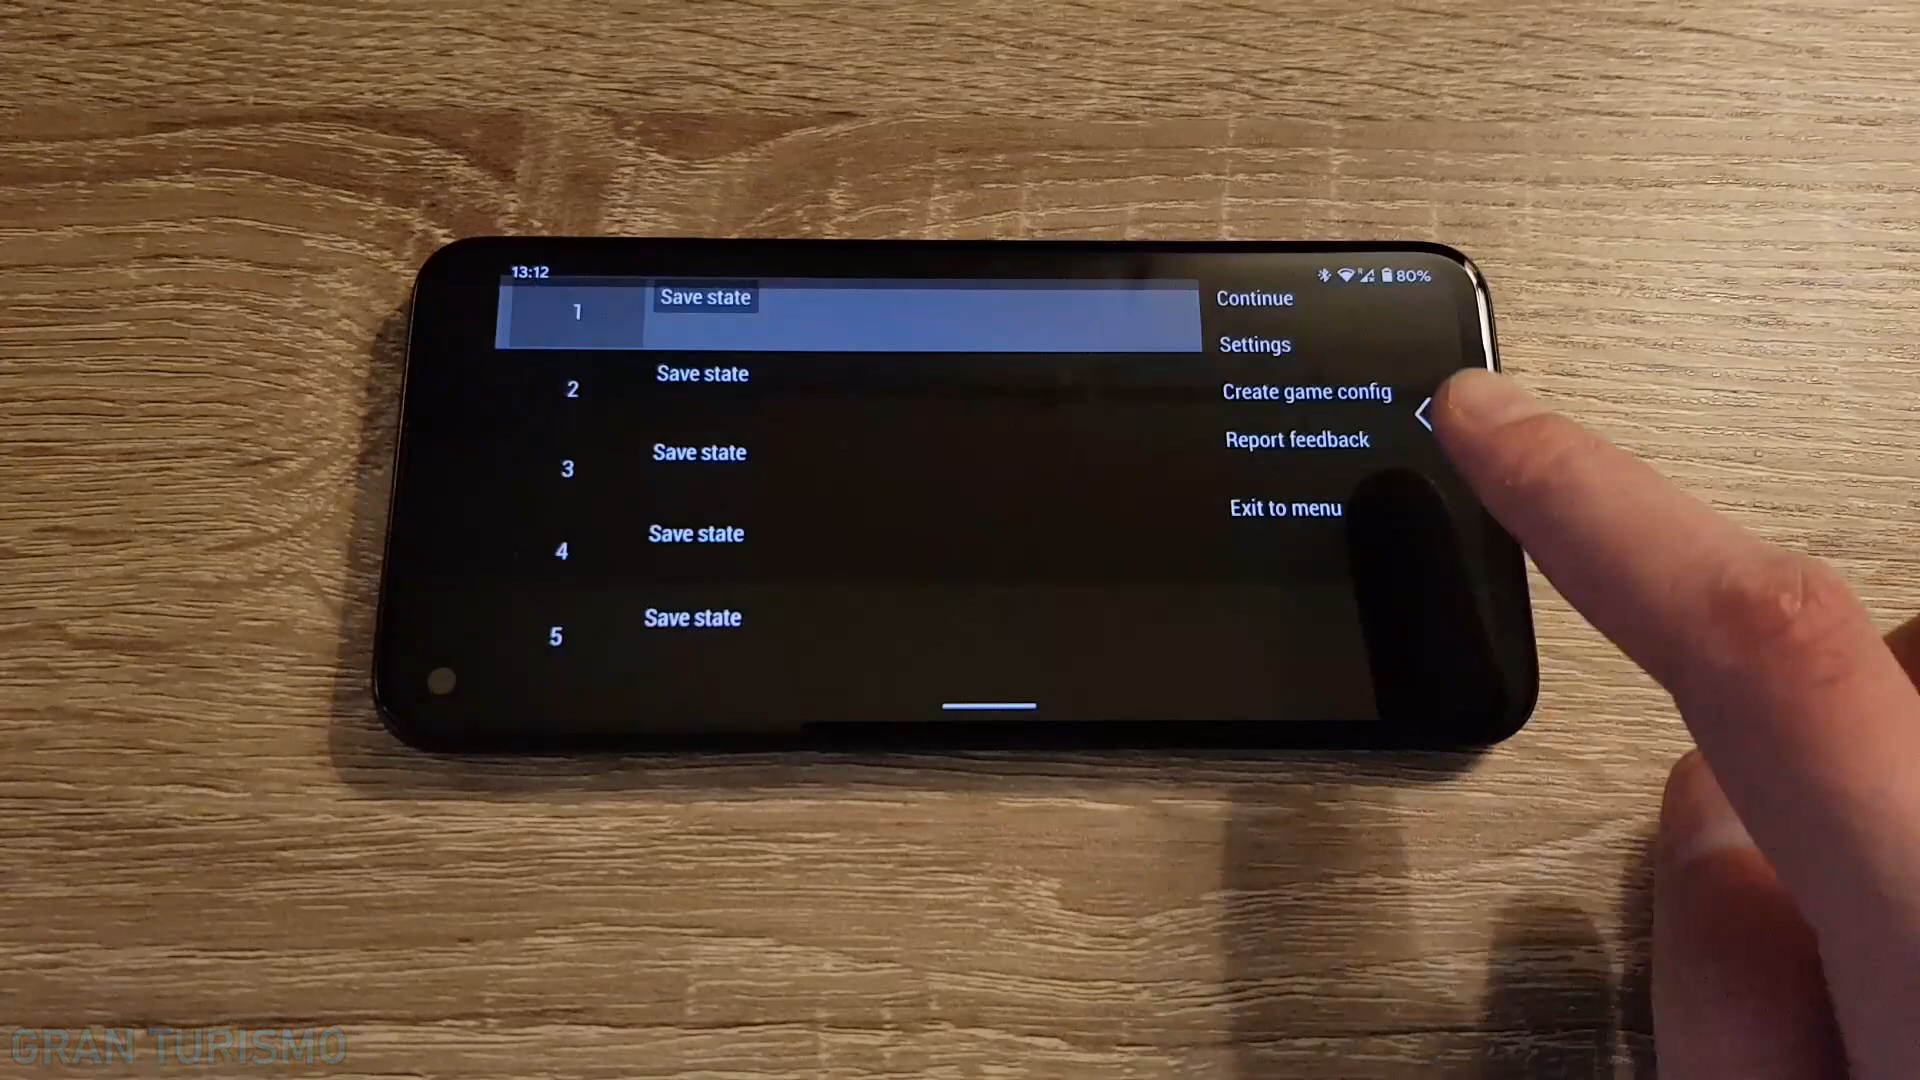 13:12
80%
1
Save state
2
Save state
3
Save state
4
Save state
5
Save state
Continue
Settings
Create game config
Report feedback
Exit to menu
GRAN TURISMO